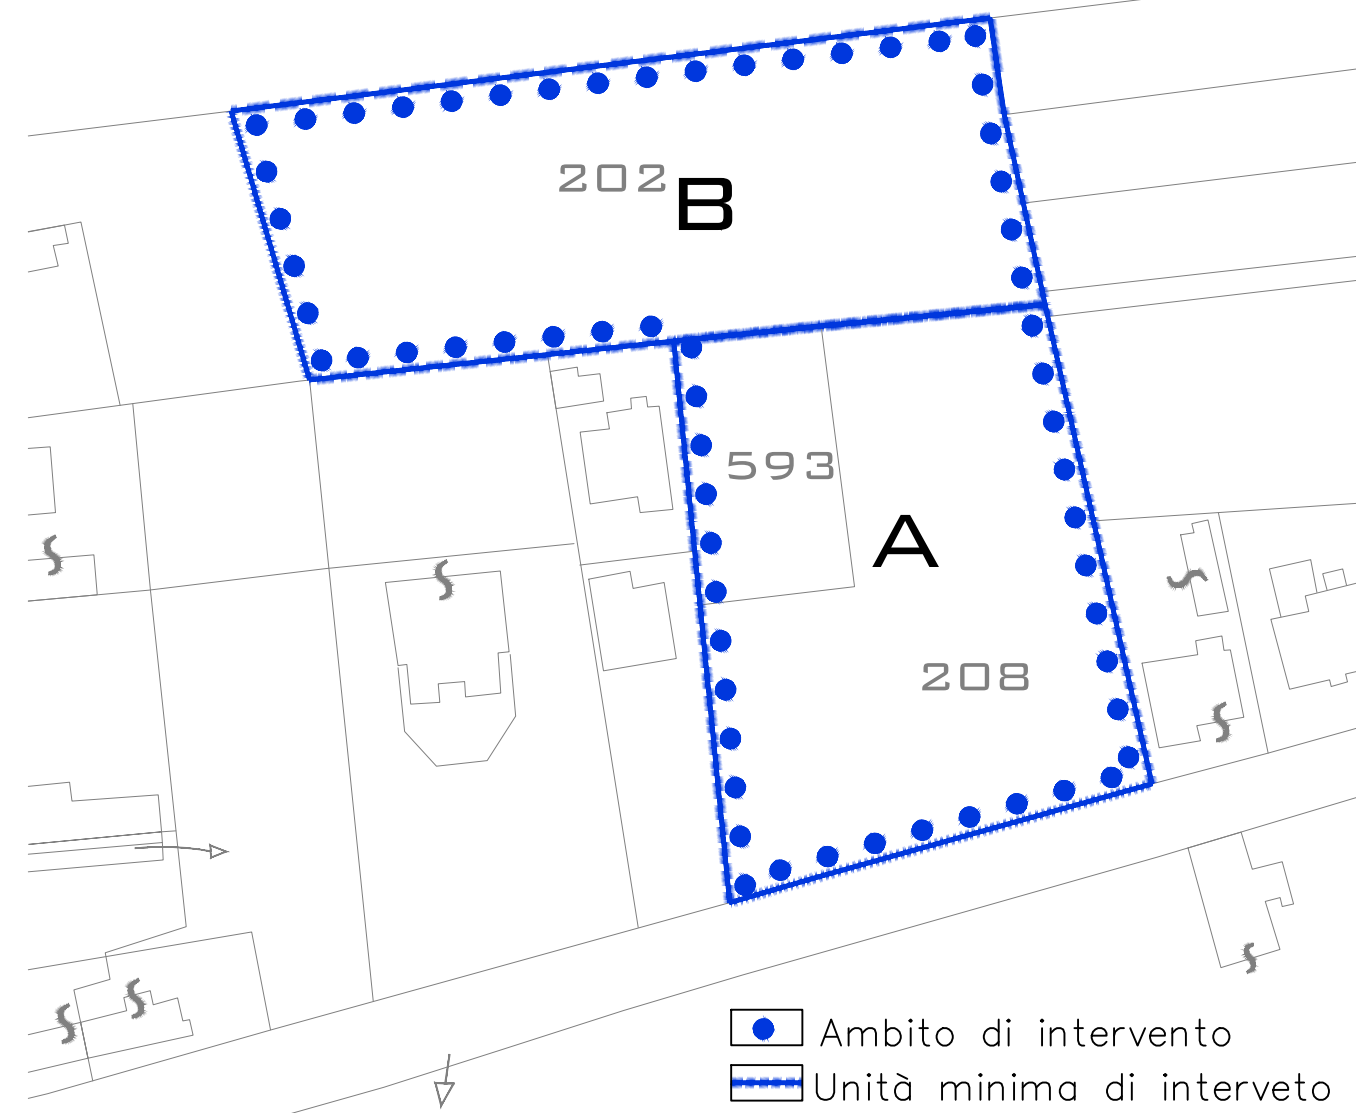 202
B
593
A
208
Ambito di intervento
Unità minima di interveto